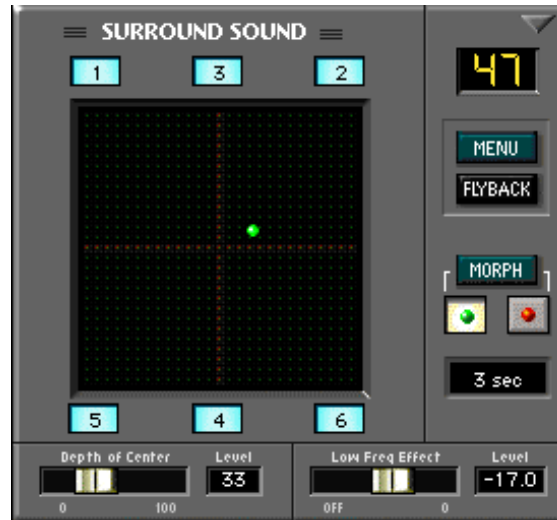 SURROUND SOUND
47
1 3 2
MENU
FLYBACK
MORPH
3 sec
5 4 6
Depth of Center Level
33
0 100
Low Freq Effect Level
-17.0
OFF 0